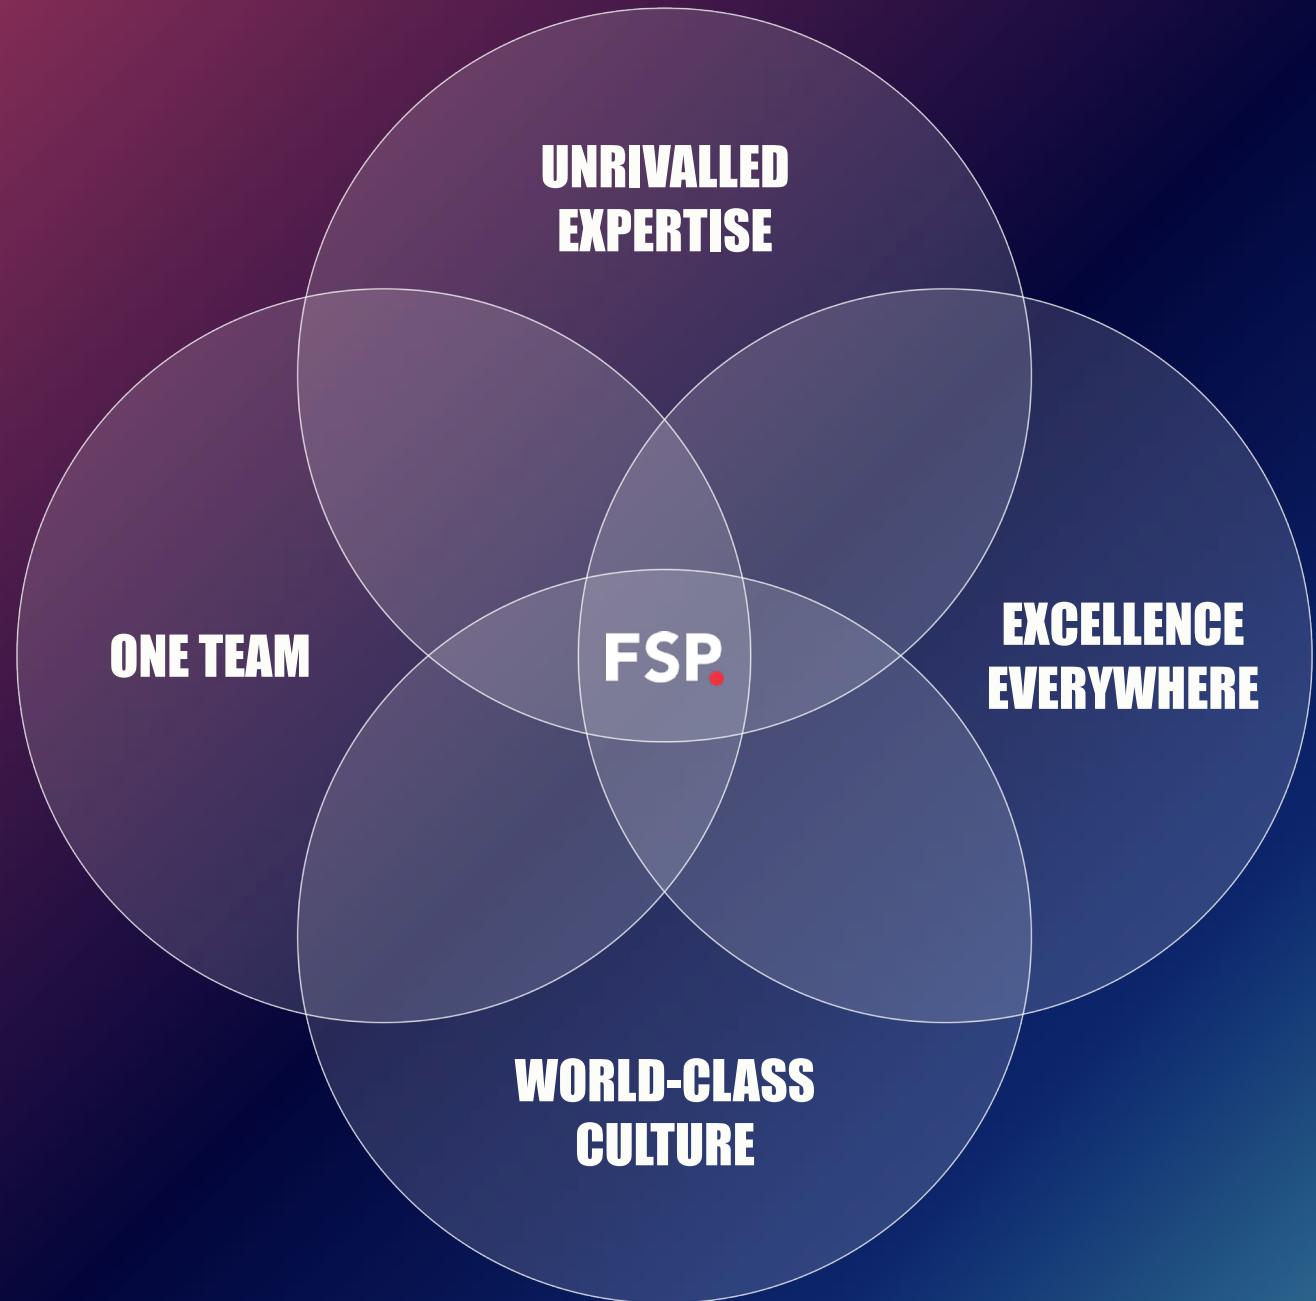 UNRIVALLED
EXPERTISE
ONE TEAM
FSP.
EXCELLENCE
EVERYWHERE
WORLD-CLASS
CULTURE